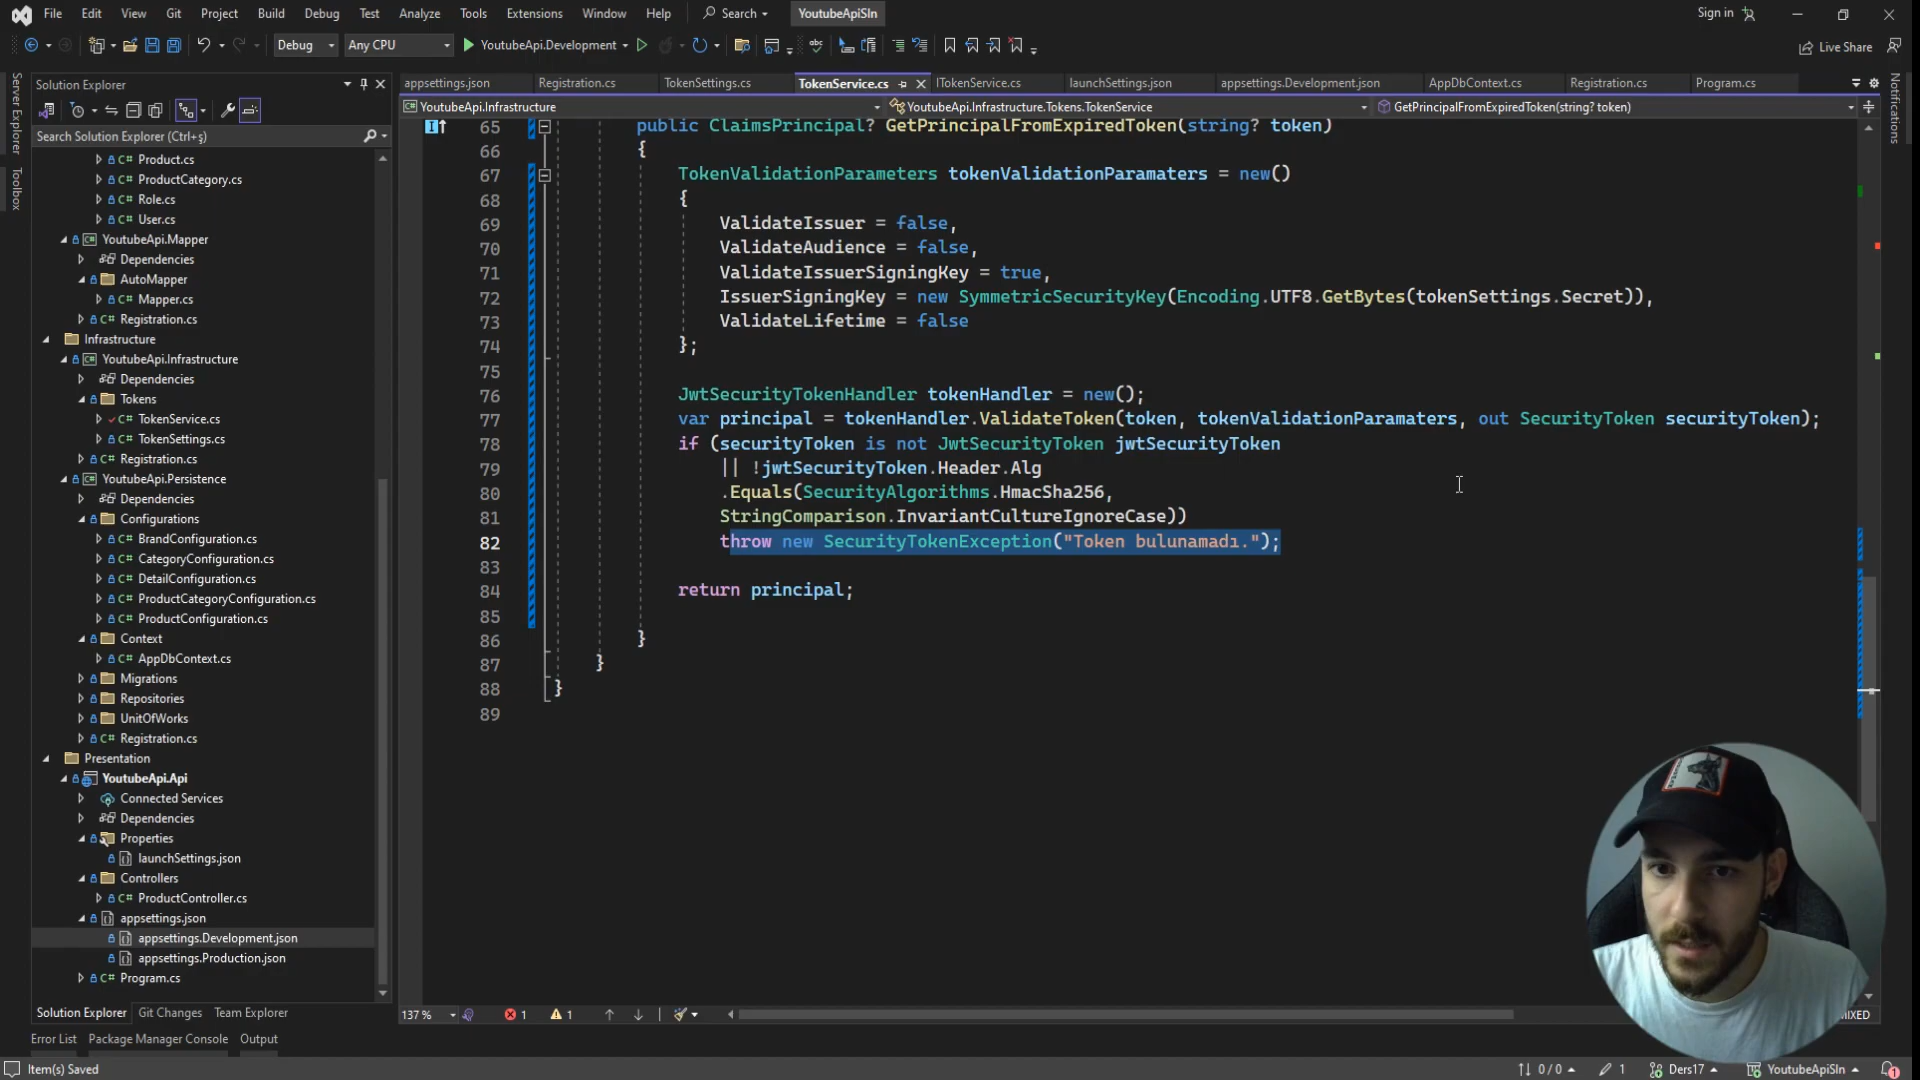 File Edit View Git Project Build Debug Test Analyze Tools Extensions Window Help Search YoutubeApiSln Sign in
Debug Any CPU YoutubeApi.Development Live Share
Server Explorer
Toolbox
Notifications
Solution Explorer
Search Solution Explorer (Ctrl+ş)
Product.cs
ProductCategory.cs
Role.cs
User.cs
YoutubeApi.Mapper
Dependencies
AutoMapper
Mapper.cs
Registration.cs
Infrastructure
YoutubeApi.Infrastructure
Dependencies
Tokens
TokenService.cs
TokenSettings.cs
Registration.cs
YoutubeApi.Persistence
Dependencies
Configurations
BrandConfiguration.cs
CategoryConfiguration.cs
DetailConfiguration.cs
ProductCategoryConfiguration.cs
ProductConfiguration.cs
Context
AppDbContext.cs
Migrations
Repositories
UnitOfWorks
Registration.cs
Presentation
YoutubeApi.Api
Connected Services
Dependencies
Properties
launchSettings.json
Controllers
ProductController.cs
appsettings.json
appsettings.Development.json
appsettings.Production.json
Program.cs
Solution Explorer Git Changes Team Explorer
appsettings.json Registration.cs TokenSettings.cs TokenService.cs ITokenService.cs launchSettings.json appsettings.Development.json AppDbContext.cs Registration.cs Program.cs
YoutubeApi.Infrastructure YoutubeApi.Infrastructure.Tokens.TokenService GetPrincipalFromExpiredToken(string? token)
65 public ClaimsPrincipal? GetPrincipalFromExpiredToken(string? token)
66 {
67 TokenValidationParameters tokenValidationParamaters = new()
68 {
69 ValidateIssuer = false,
70 ValidateAudience = false,
71 ValidateIssuerSigningKey = true,
72 IssuerSigningKey = new SymmetricSecurityKey(Encoding.UTF8.GetBytes(tokenSettings.Secret)),
73 ValidateLifetime = false
74 };
75
76 JwtSecurityTokenHandler tokenHandler = new();
77 var principal = tokenHandler.ValidateToken(token, tokenValidationParamaters, out SecurityToken securityToken);
78 if (securityToken is not JwtSecurityToken jwtSecurityToken
79 || !jwtSecurityToken.Header.Alg
80 .Equals(SecurityAlgorithms.HmacSha256,
81 StringComparison.InvariantCultureIgnoreCase))
82 throw new SecurityTokenException("Token bulunamadı.");
83
84 return principal;
85
86 }
87 }
88 }
89
137 % 1 1 MIXED
Error List Package Manager Console Output
Item(s) Saved 0 / 0 1 Ders17 YoutubeApiSln 1